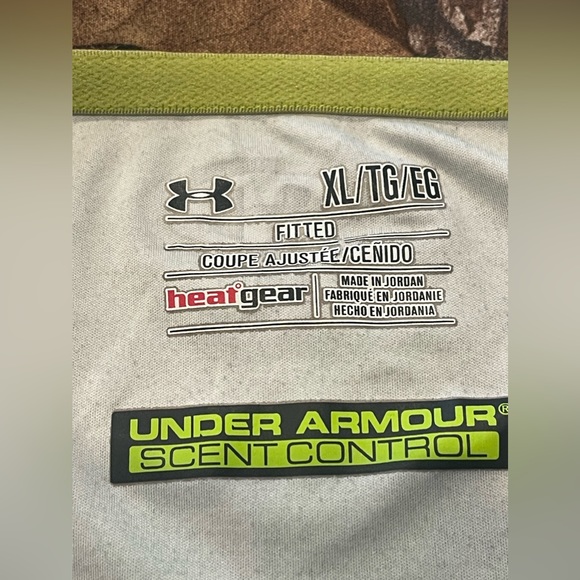 XL/TG/EG
FITTED
COUPE AJUSTÉE/CEÑIDO
heatgear
MADE IN JORDAN
FABRIQUÉ EN JORDANIE
HECHO EN JORDANIA
UNDER ARMOUR®
SCENT CONTROL